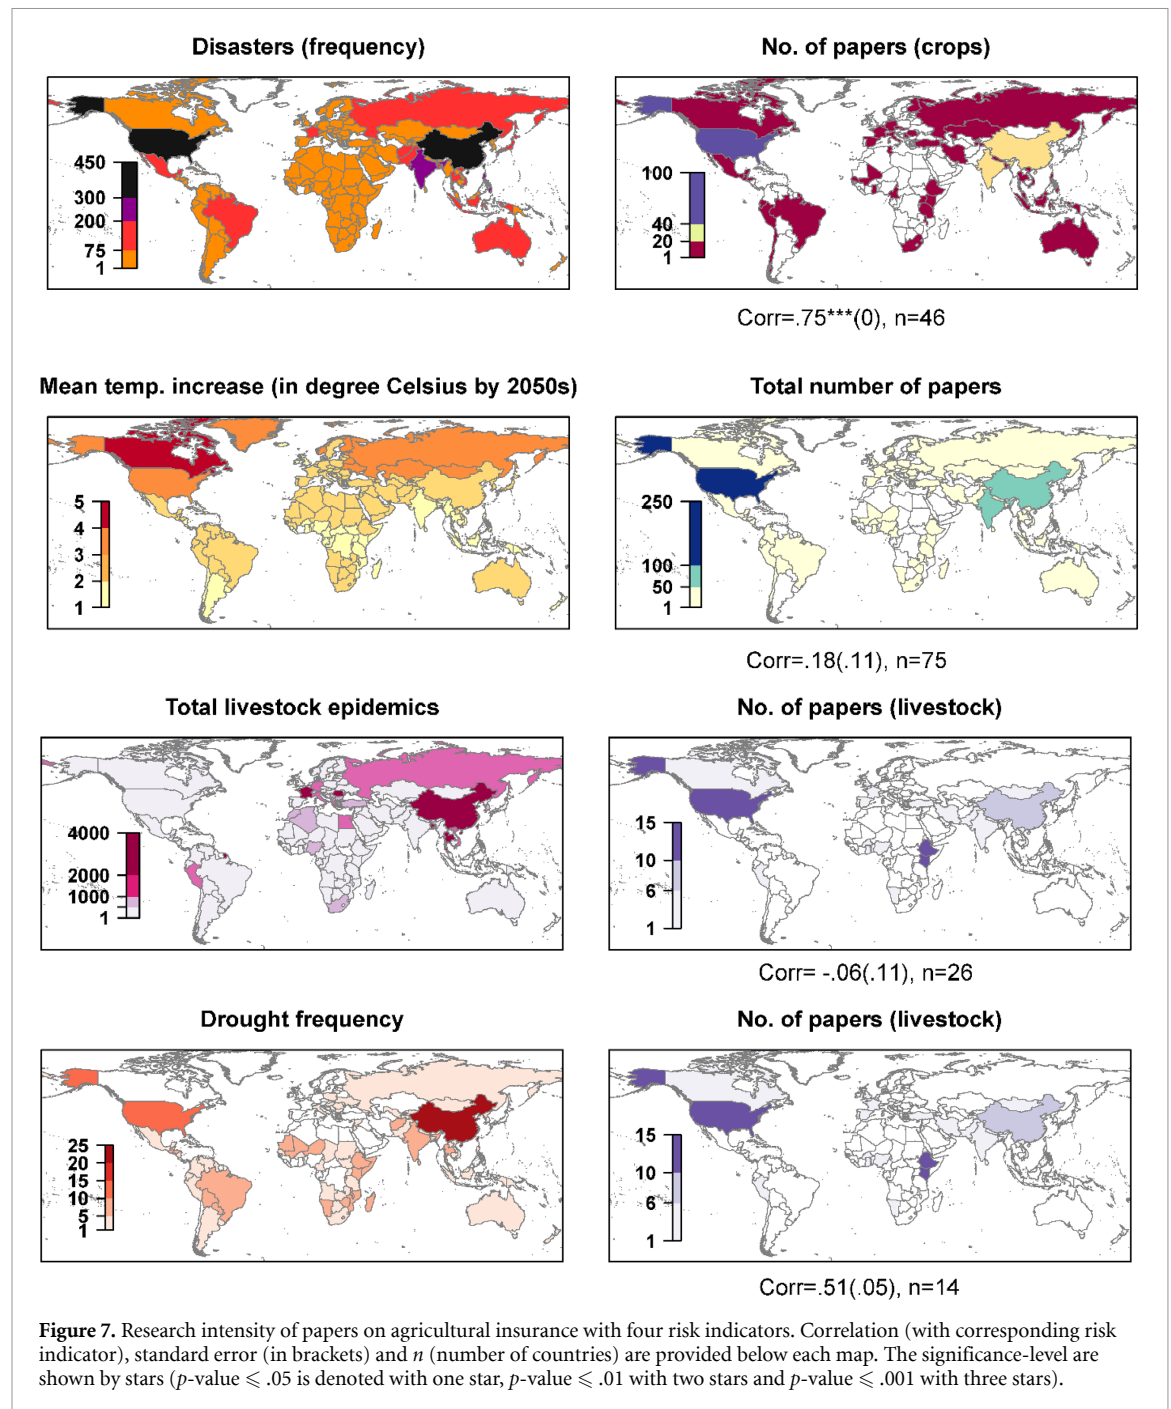 Disasters (frequency)
No. of papers (crops)
450
300
200
75
1
100
40
20
1
Corr=.75***(0), n=46
Mean temp. increase (in degree Celsius by 2050s)
Total number of papers
5
4
3
2
1
250
100
50
1
Corr=.18(.11), n=75
Total livestock epidemics
No. of papers (livestock)
4000
2000
1000
1
15
10
6
1
Corr= -.06(.11), n=26
Drought frequency
No. of papers (livestock)
25
20
15
10
5
1
15
10
6
1
Corr=.51(.05), n=14
Figure 7. Research intensity of papers on agricultural insurance with four risk indicators. Correlation (with corresponding risk
indicator), standard error (in brackets) and n (number of countries) are provided below each map. The significance-level are
shown by stars (p-value ⩽ .05 is denoted with one star, p-value ⩽ .01 with two stars and p-value ⩽ .001 with three stars).